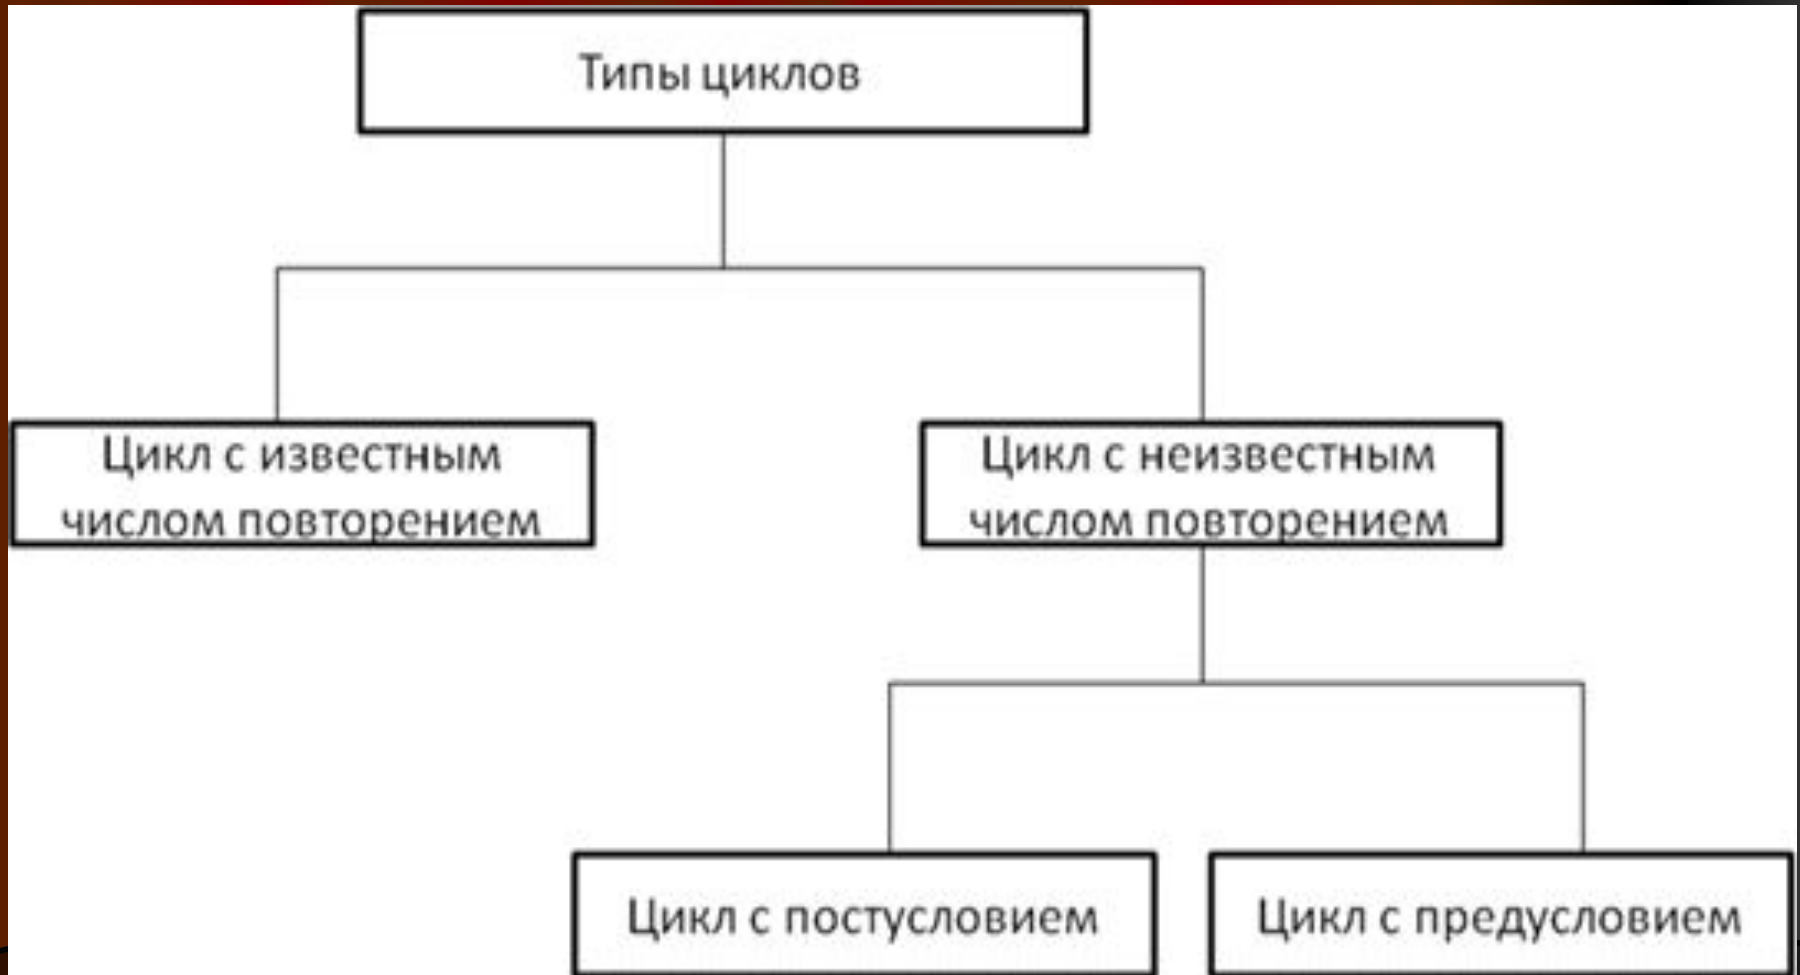 Типы циклов
Цикл с известным
числом повторением
Цикл с неизвестным
числом повторением
Цикл с постусловием
Цикл с предусловием